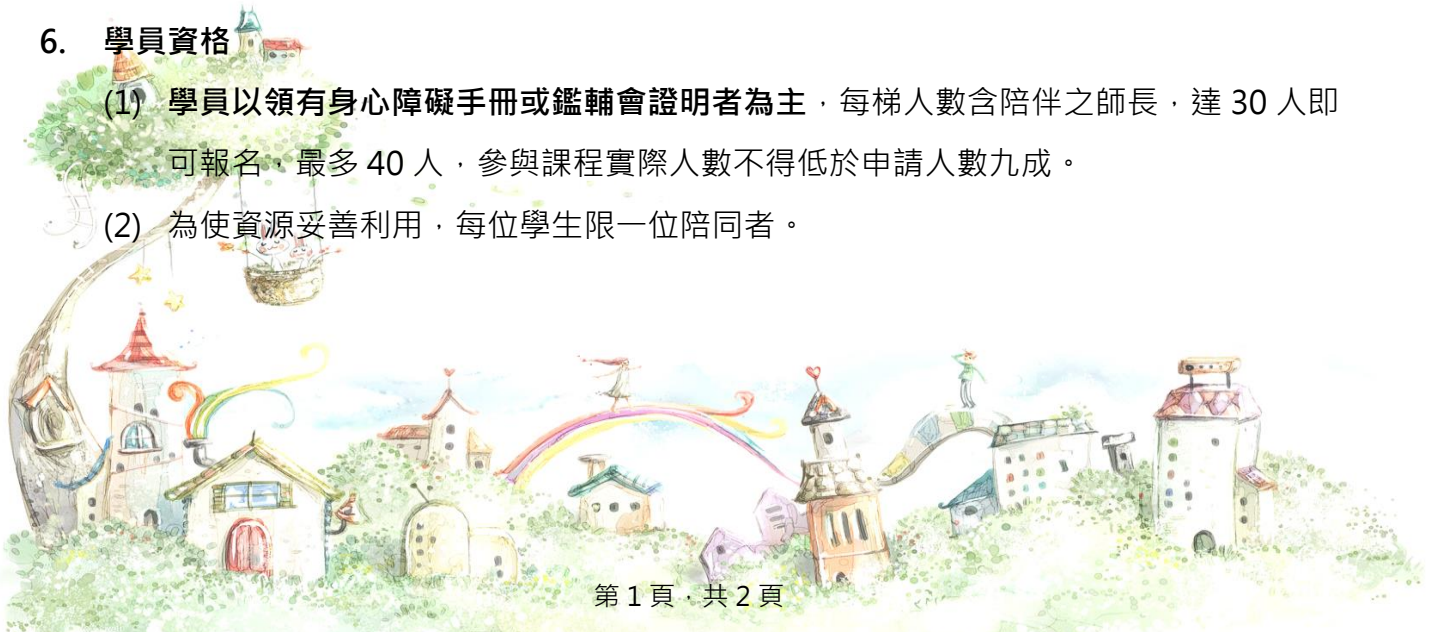 6. 學員資格
(1) 學員以領有身心障礙手冊或鑑輔會證明者為主，每梯人數含陪伴之師長，達 30 人即
可報名，最多 40 人，參與課程實際人數不得低於申請人數九成。
(2) 為使資源妥善利用，每位學生限一位陪同者。
第 1 頁，共 2 頁